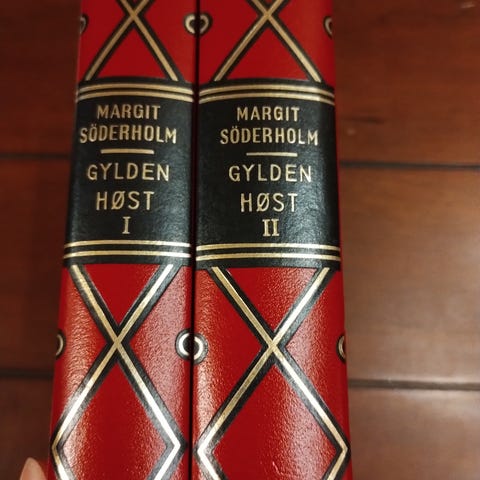 MARGIT
SÖDERHOLM
GYLDEN
HØST
I
MARGIT
SÖDERHOLM
GYLDEN
HØST
II